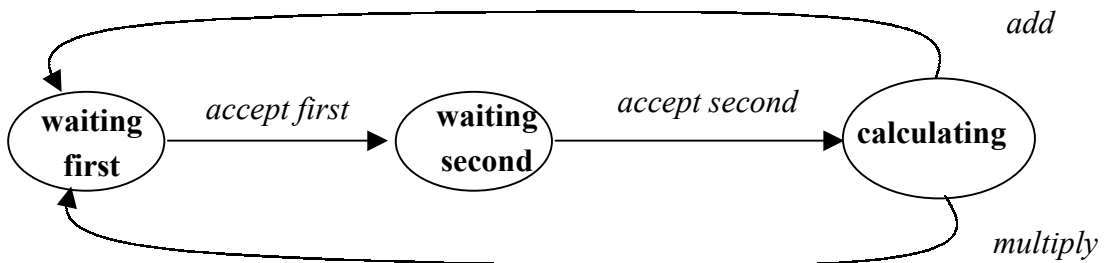 add
waiting
first
accept first
waiting
second
accept second
calculating
multiply